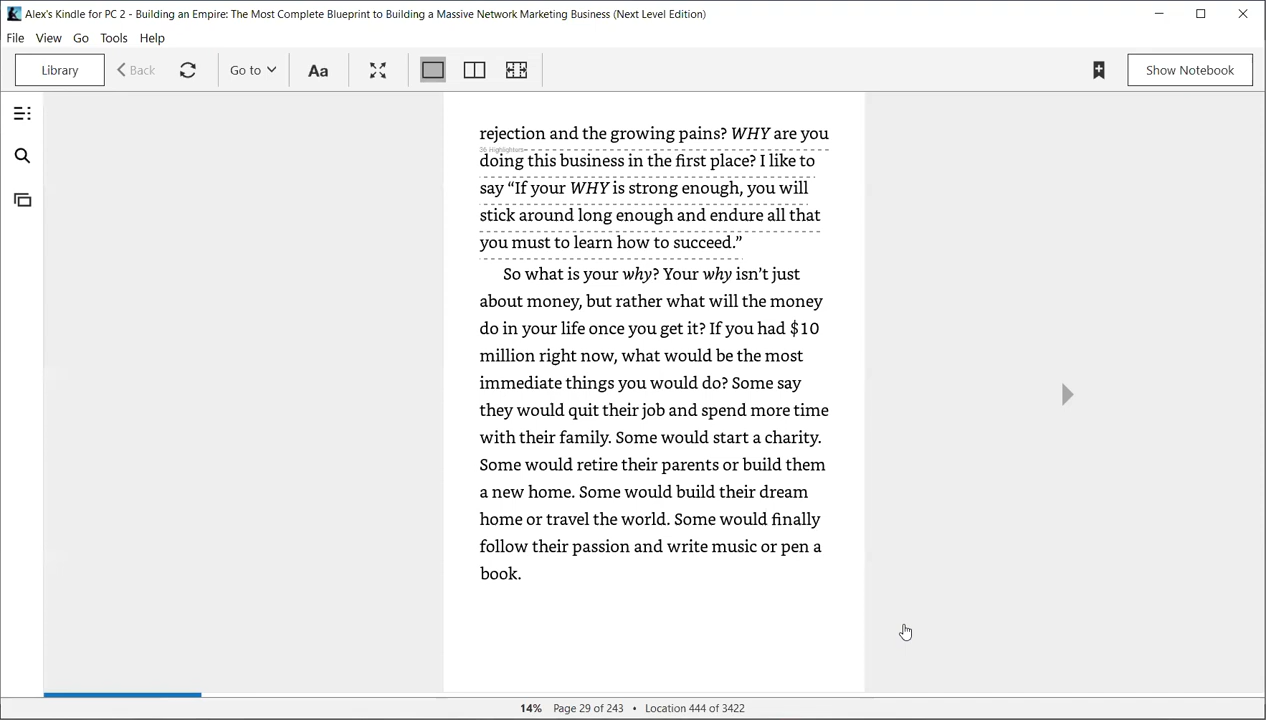 Alex's Kindle for PC 2 - Building an Empire: The Most Complete Blueprint to Building a Massive Network Marketing Business (Next Level Edition)
File View Go Tools Help
Library Back Go to Aa Show Notebook
rejection and the growing pains? WHY are you
36 Highlighters
doing this business in the first place? I like to
say “If your WHY is strong enough, you will
stick around long enough and endure all that
you must to learn how to succeed.”
So what is your why? Your why isn’t just
about money, but rather what will the money
do in your life once you get it? If you had $10
million right now, what would be the most
immediate things you would do? Some say
they would quit their job and spend more time
with their family. Some would start a charity.
Some would retire their parents or build them
a new home. Some would build their dream
home or travel the world. Some would finally
follow their passion and write music or pen a
book.
14% Page 29 of 243 • Location 444 of 3422